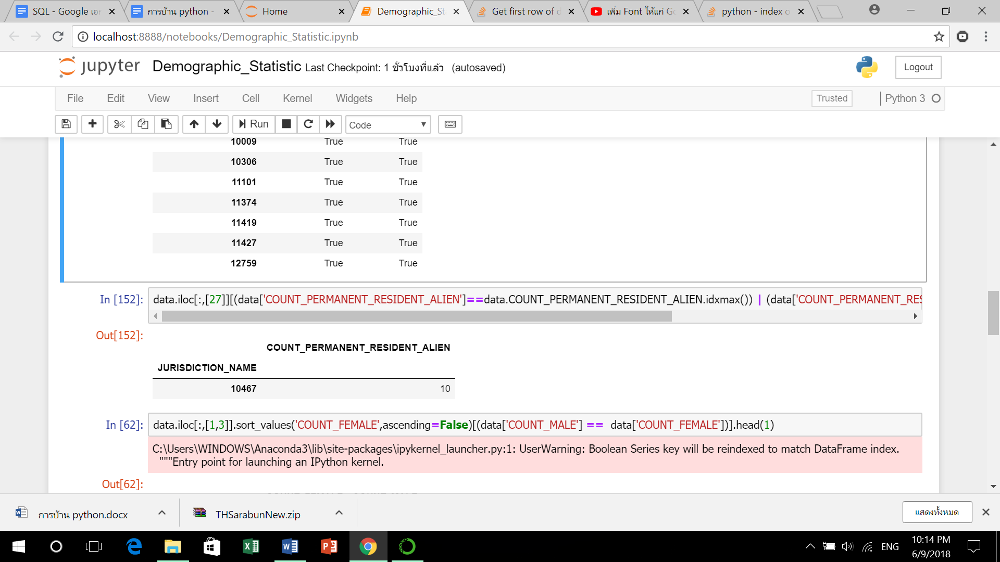 SQL - Google เอก
การบ้าน python -
Home
Demographic_St
Get first row of d
เพิ่ม Font ให้แก่ Go
python - index o
localhost:8888/notebooks/Demographic_Statistic.ipynb
jupyter Demographic_Statistic Last Checkpoint: 1 ชั่วโมงที่แล้ว (autosaved)
Logout
File Edit View Insert Cell Kernel Widgets Help
Trusted
Python 3
Run
Code
10009 True True
10306 True True
11101 True True
11374 True True
11419 True True
11427 True True
12759 True True
In [152]: data.iloc[:,[27]][(data['COUNT_PERMANENT_RESIDENT_ALIEN']==data.COUNT_PERMANENT_RESIDENT_ALIEN.idxmax()) | (data['COUNT_PERMANENT_RES
Out[152]:
COUNT_PERMANENT_RESIDENT_ALIEN
JURISDICTION_NAME
10467 10
In [62]: data.iloc[:,[1,3]].sort_values('COUNT_FEMALE',ascending=False)[(data['COUNT_MALE'] == data['COUNT_FEMALE'])].head(1)
C:\Users\WINDOWS\Anaconda3\lib\site-packages\ipykernel_launcher.py:1: UserWarning: Boolean Series key will be reindexed to match DataFrame index.
"""Entry point for launching an IPython kernel.
Out[62]:
การบ้าน python.docx
THSarabunNew.zip
แสดงทั้งหมด
ENG
10:14 PM
6/9/2018